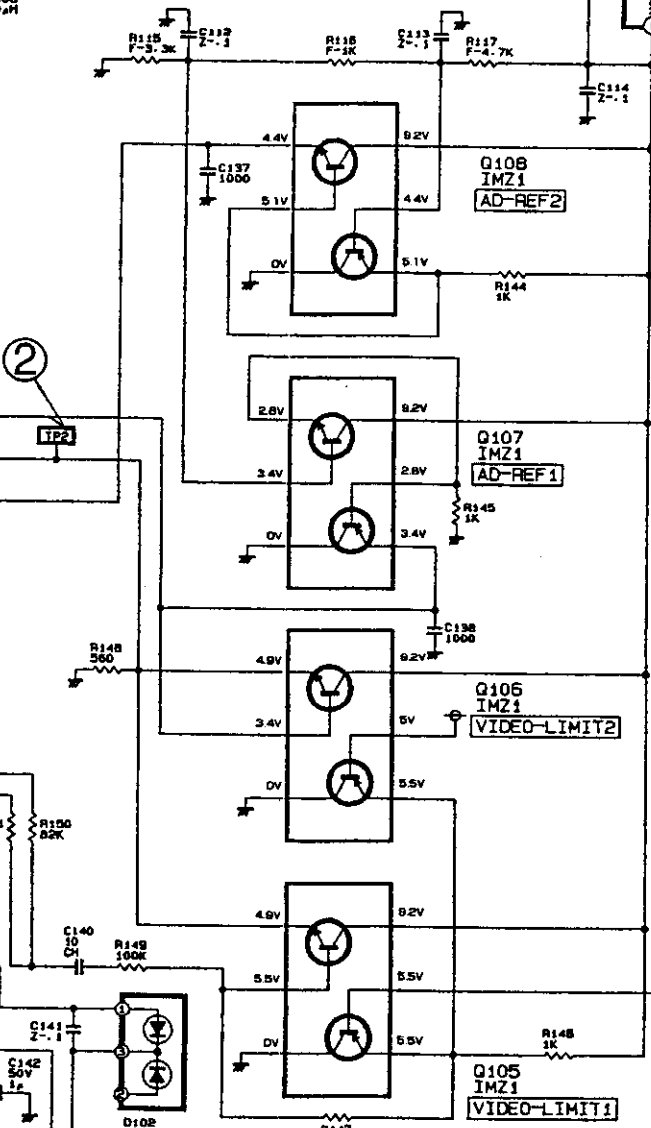 R115
F-3.3K
C112
Z-.1
R116
F-1K
C113
Z-.1
R117
F-4.7K
C114
Z-.1
4.4V
9.2V
C137
1000
Q108
IMZ1
AD-REF2
5.1V
4.4V
0V
5.1V
R144
1K
2
TP2
2.8V
9.2V
Q107
IMZ1
AD-REF1
3.4V
2.8V
R145
1K
0V
3.4V
C138
1000
R148
560
4.9V
9.2V
Q106
IMZ1
VIDEO-LIMIT2
3.4V
5V
0V
5.5V
R150
82K
4.9V
9.2V
C140
10
CH
R149
100K
5.5V
5.5V
C141
Z-.1
1
3
2
0V
5.5V
R146
1K
C142
50V
1μ
Q105
IMZ1
VIDEO-LIMIT1
D102